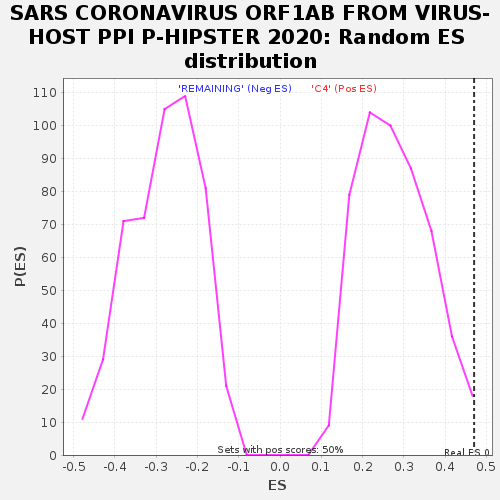 SARS CORONAVIRUS ORF1AB FROM VIRUS-
HOST PPI P-HIPSTER 2020: Random ES
distribution
'REMAINING' (Neg ES) 'C4' (Pos ES)
110
100
90
80
70
60
50
40
30
20
10
0
P(ES)
Sets with pos scores: 50%
Real ES 0
-0.5 -0.4 -0.3 -0.2 -0.1 0.0 0.1 0.2 0.3 0.4 0.5
ES